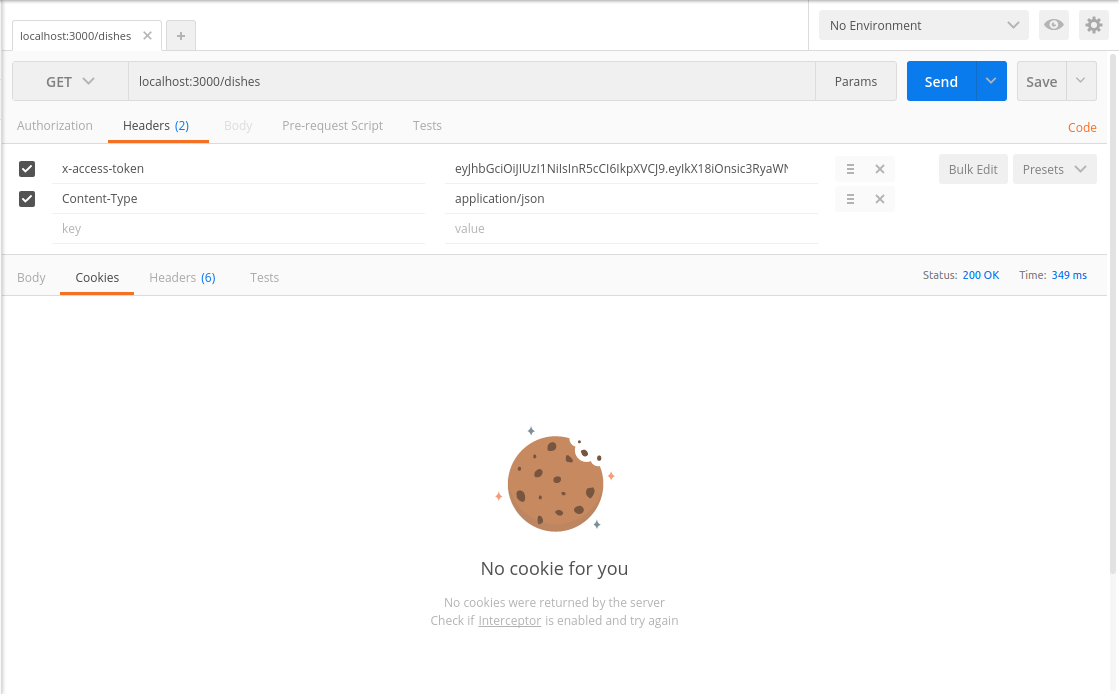 localhost:3000/dishes
No Environment
GET localhost:3000/dishes Params Send Save
Authorization Headers (2) Body Pre-request Script Tests Code
x-access-token eyJhbGciOiJIUzI1NiIsInR5cCI6IkpXVCJ9.eyIkX18iOnsic3RyaWN Bulk Edit Presets
Content-Type application/json
key value
Body Cookies Headers (6) Tests Status: 200 OK Time: 349 ms
No cookie for you
No cookies were returned by the server
Check if Interceptor is enabled and try again